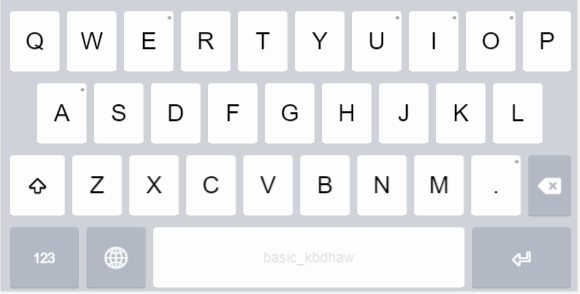 Q W E R T Y U I O P
A S D F G H J K L
Z X C V B N M .
123 basic_kbdhaw